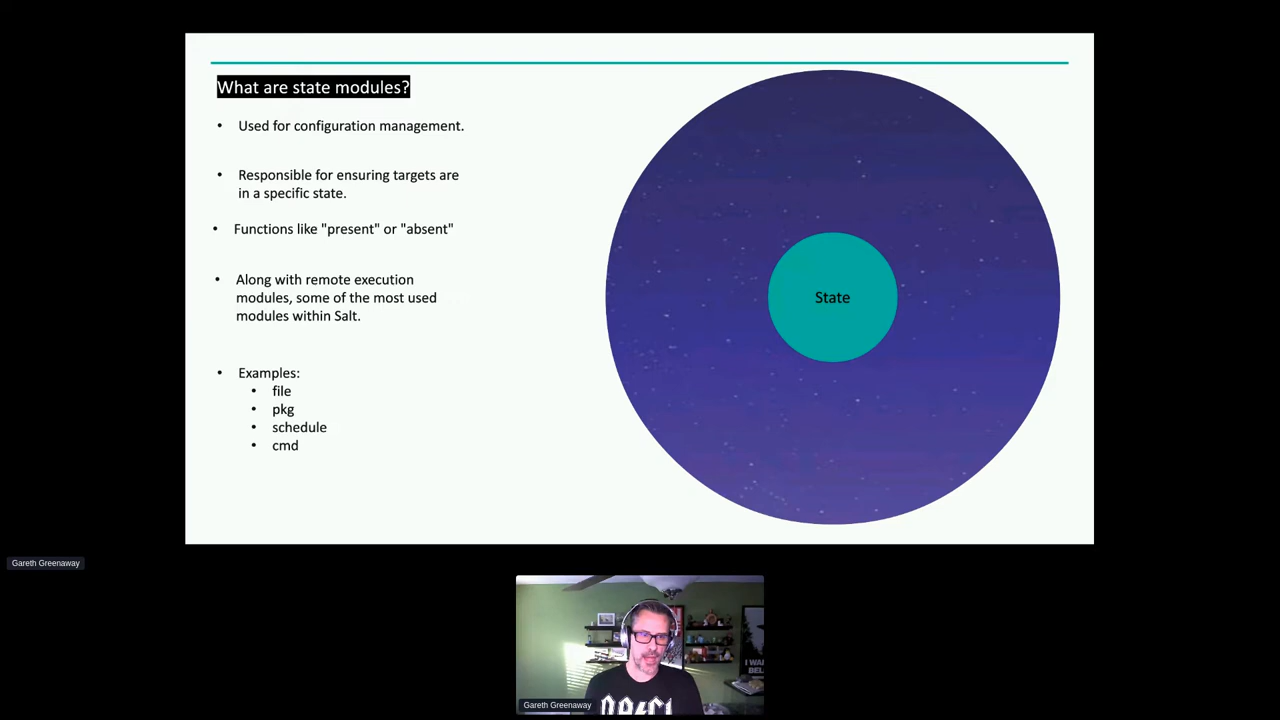 What are state modules?
• Used for configuration management.
• Responsible for ensuring targets are
in a specific state.
• Functions like "present" or "absent"
• Along with remote execution
modules, some of the most used
modules within Salt.
• Examples:
• file
• pkg
• schedule
• cmd
State
Gareth Greenaway
I WA
BEL
Gareth Greenaway